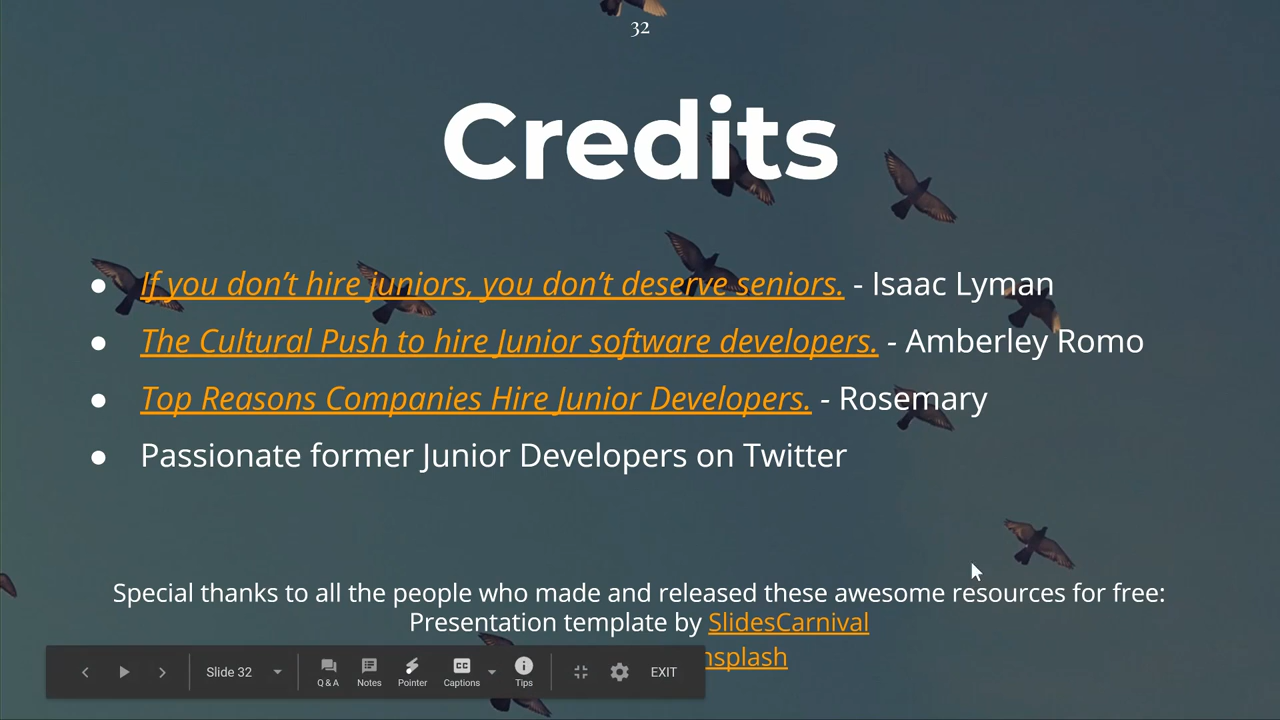 32
Credits
● If you don’t hire juniors, you don’t deserve seniors. - Isaac Lyman
● The Cultural Push to hire Junior software developers. - Amberley Romo
● Top Reasons Companies Hire Junior Developers. - Rosemary
● Passionate former Junior Developers on Twitter
Special thanks to all the people who made and released these awesome resources for free:
Presentation template by SlidesCarnival
nsplash
Slide 32 Q&A Notes Pointer CC Captions Tips EXIT